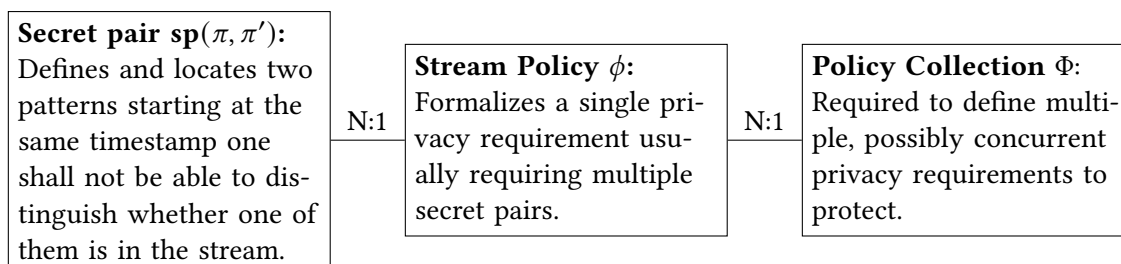 Secret pair sp(π, π′):
Defines and locates two
patterns starting at the
same timestamp one
shall not be able to dis-
tinguish whether one of
them is in the stream.
N:1
Stream Policy ϕ:
Formalizes a single pri-
vacy requirement usu-
ally requiring multiple
secret pairs.
N:1
Policy Collection Φ:
Required to define multi-
ple, possibly concurrent
privacy requirements to
protect.